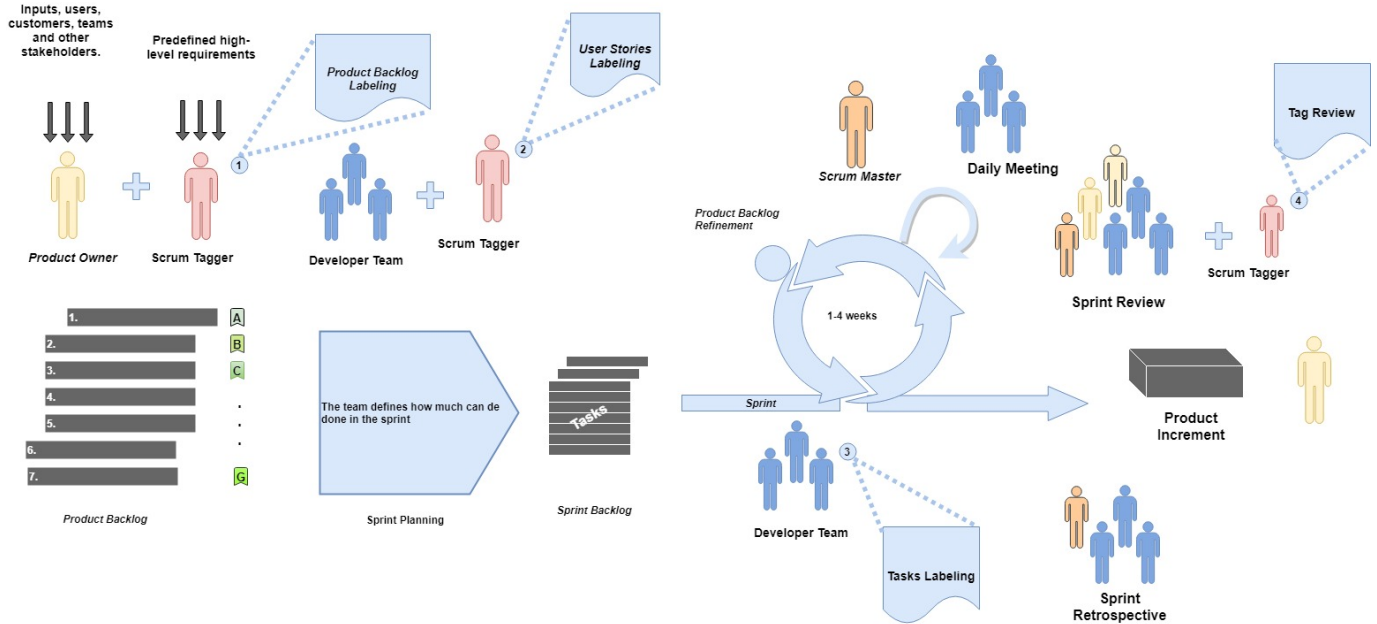 Inputs, users,
customers, teams
and other
stakeholders.
Predefined high-
level requirements
Product Backlog
Labeling
User Stories
Labeling
1
2
Product Owner
Scrum Tagger
Developer Team
Scrum Tagger
1.
A
2.
B
3.
C
4.
5.
6.
7.
G
Product Backlog
The team defines how much can be
done in the sprint
Sprint Planning
Tasks
Sprint Backlog
Scrum Master
Daily Meeting
Tag Review
4
Product Backlog
Refinement
Scrum Tagger
Sprint Review
1-4 weeks
Sprint
Product
Increment
3
Developer Team
Tasks Labeling
Sprint
Retrospective